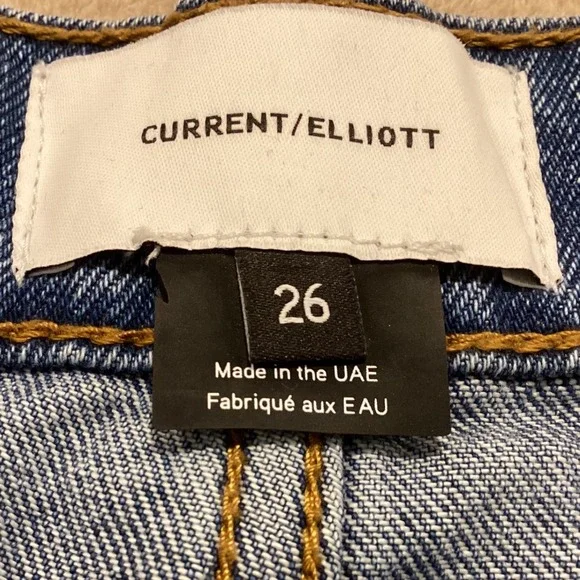 CURRENT/ELLIOTT
26
Made in the UAE
Fabriqué aux EAU